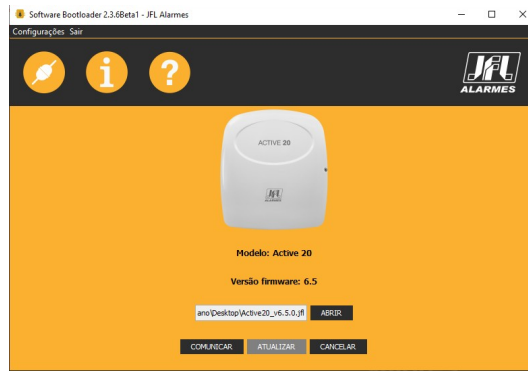 Software Bootloader 2.3.6Beta1 - JFL Alarmes
Configurações Sair
JFL
ALARMES
ACTIVE 20
JFL
Modelo: Active 20
Versão firmware: 6.5
ano\Desktop\Active20_v6.5.0.jfl ABRIR
COMUNICAR ATUALIZAR CANCELAR